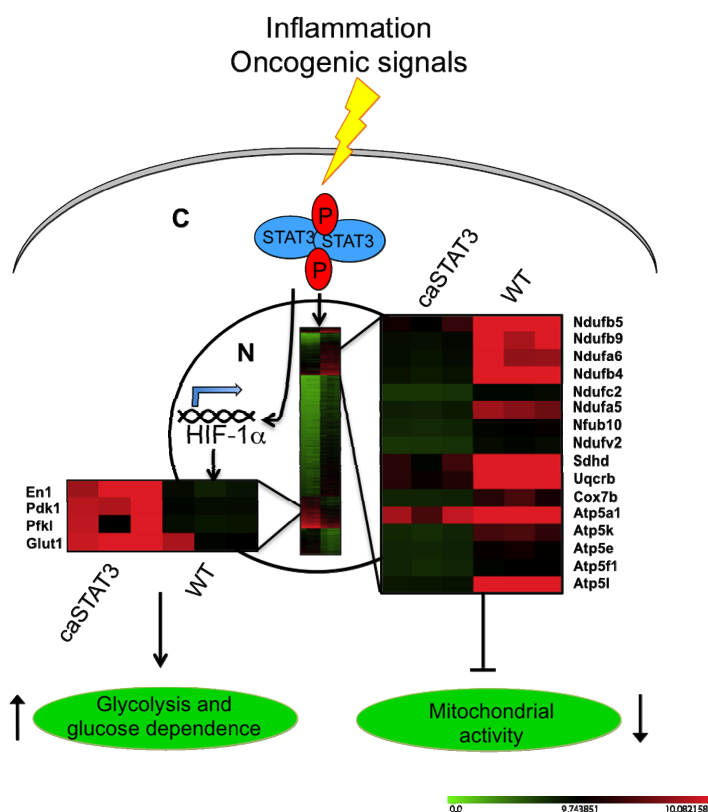 Inflammation
Oncogenic signals
C
P
STAT3 STAT3
P
caSTAT3
WT
N
HIF-1α
Ndufb5
Ndufb9
Ndufa6
Ndufb4
Ndufc2
Ndufa5
Nfub10
Ndufv2
Sdhd
Uqcrb
Cox7b
Atp5a1
Atp5k
Atp5e
Atp5f1
Atp5l
En1
Pdk1
Pfkl
Glut1
caSTAT3
WT
Glycolysis and
glucose dependence
Mitochondrial
activity
0.0 9.743851 10.082158